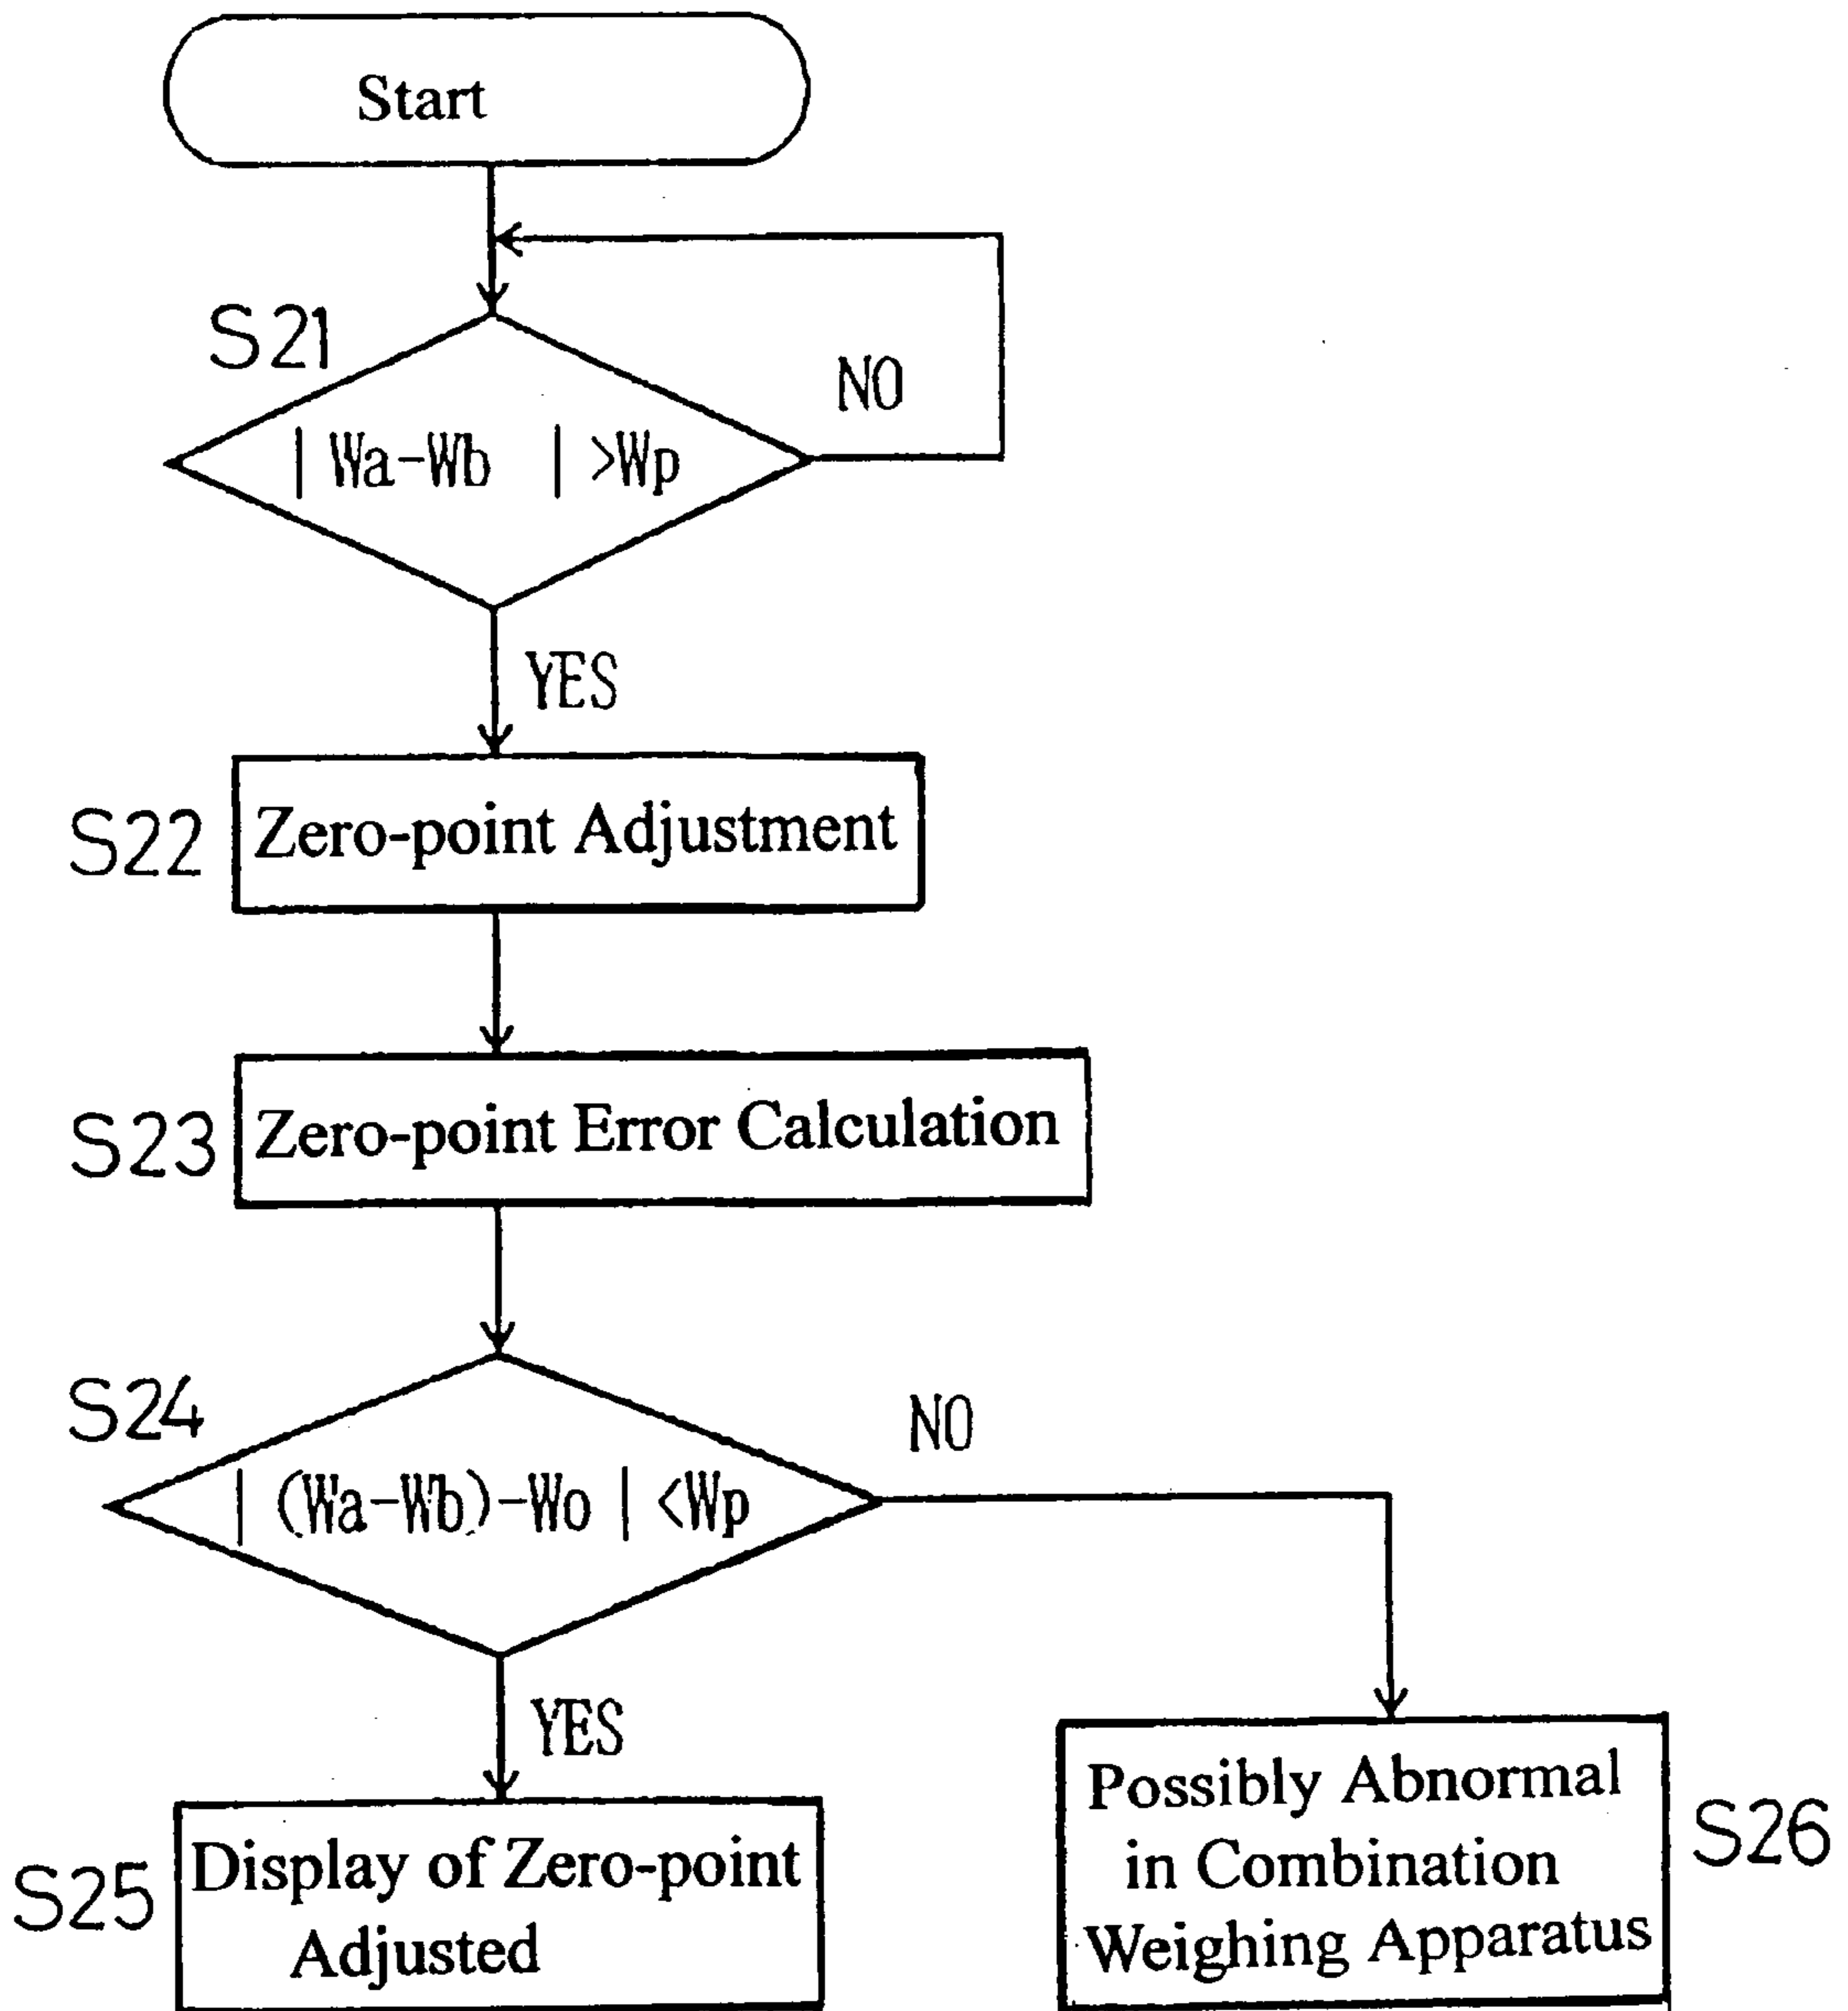 Start
S21
| Wa-Wb | >Wp
NO
YES
S22
Zero-point Adjustment
S23
Zero-point Error Calculation
S24
| (Wa-Wb)-Wo | <Wp
NO
YES
S25
Display of Zero-point
Adjusted
Possibly Abnormal
in Combination
Weighing Apparatus
S26